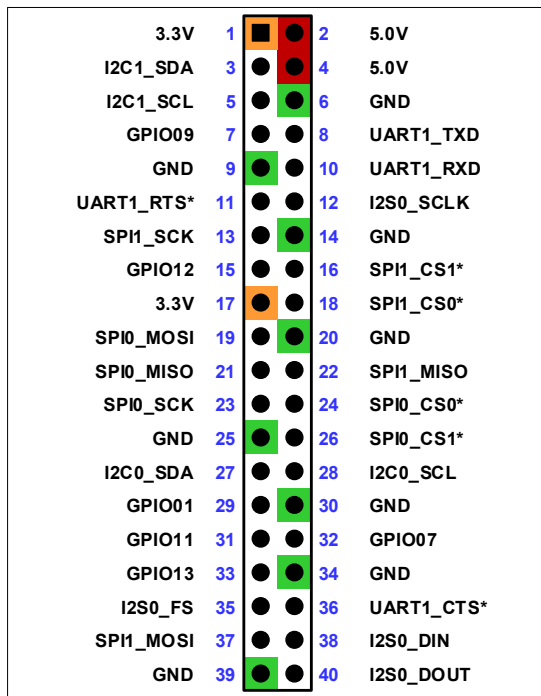 3.3V 1 2 5.0V
I2C1_SDA 3 4 5.0V
I2C1_SCL 5 6 GND
GPIO09 7 8 UART1_TXD
GND 9 10 UART1_RXD
UART1_RTS* 11 12 I2S0_SCLK
SPI1_SCK 13 14 GND
GPIO12 15 16 SPI1_CS1*
3.3V 17 18 SPI1_CS0*
SPI0_MOSI 19 20 GND
SPI0_MISO 21 22 SPI1_MISO
SPI0_SCK 23 24 SPI0_CS0*
GND 25 26 SPI0_CS1*
I2C0_SDA 27 28 I2C0_SCL
GPIO01 29 30 GND
GPIO11 31 32 GPIO07
GPIO13 33 34 GND
I2S0_FS 35 36 UART1_CTS*
SPI1_MOSI 37 38 I2S0_DIN
GND 39 40 I2S0_DOUT